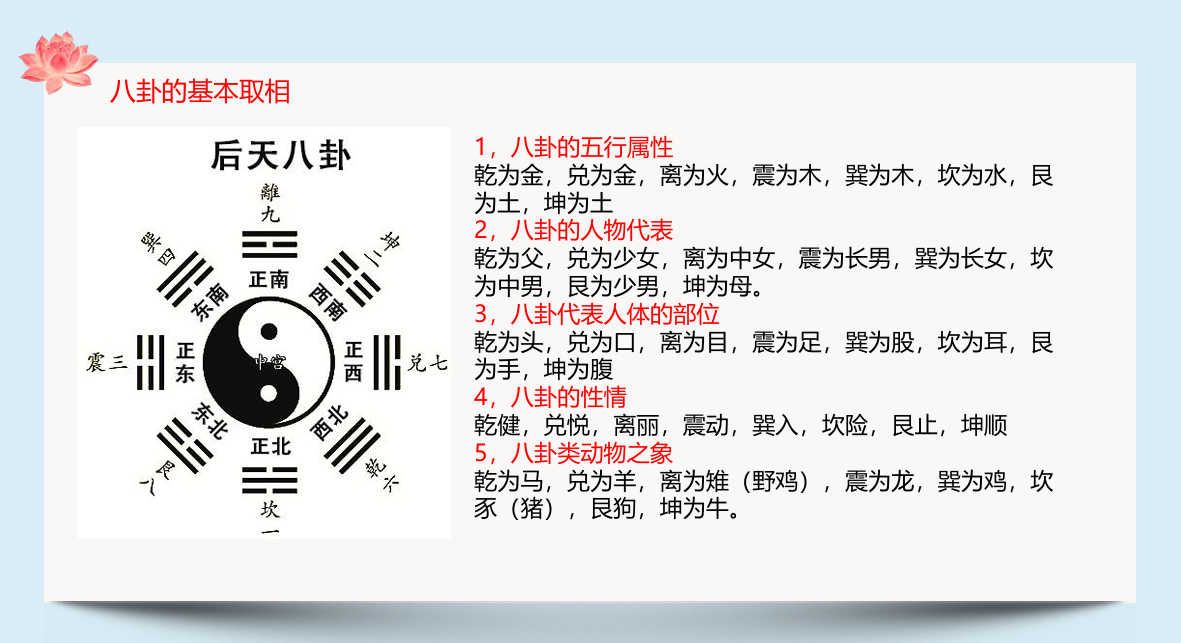 八卦的基本取相
后天八卦
離
九
巽四
坤二
正南
东南
西南
震三
正东
中宫
正西
兑七
东北
西北
正北
艮八
乾六
坎
一
1，八卦的五行属性
乾为金，兑为金，离为火，震为木，巽为木，坎为水，艮
为土，坤为土
2，八卦的人物代表
乾为父，兑为少女，离为中女，震为长男，巽为长女，坎
为中男，艮为少男，坤为母。
3，八卦代表人体的部位
乾为头，兑为口，离为目，震为足，巽为股，坎为耳，艮
为手，坤为腹
4，八卦的性情
乾健，兑悦，离丽，震动，巽入，坎险，艮止，坤顺
5，八卦类动物之象
乾为马，兑为羊，离为雉（野鸡），震为龙，巽为鸡，坎
豕（猪），艮狗，坤为牛。